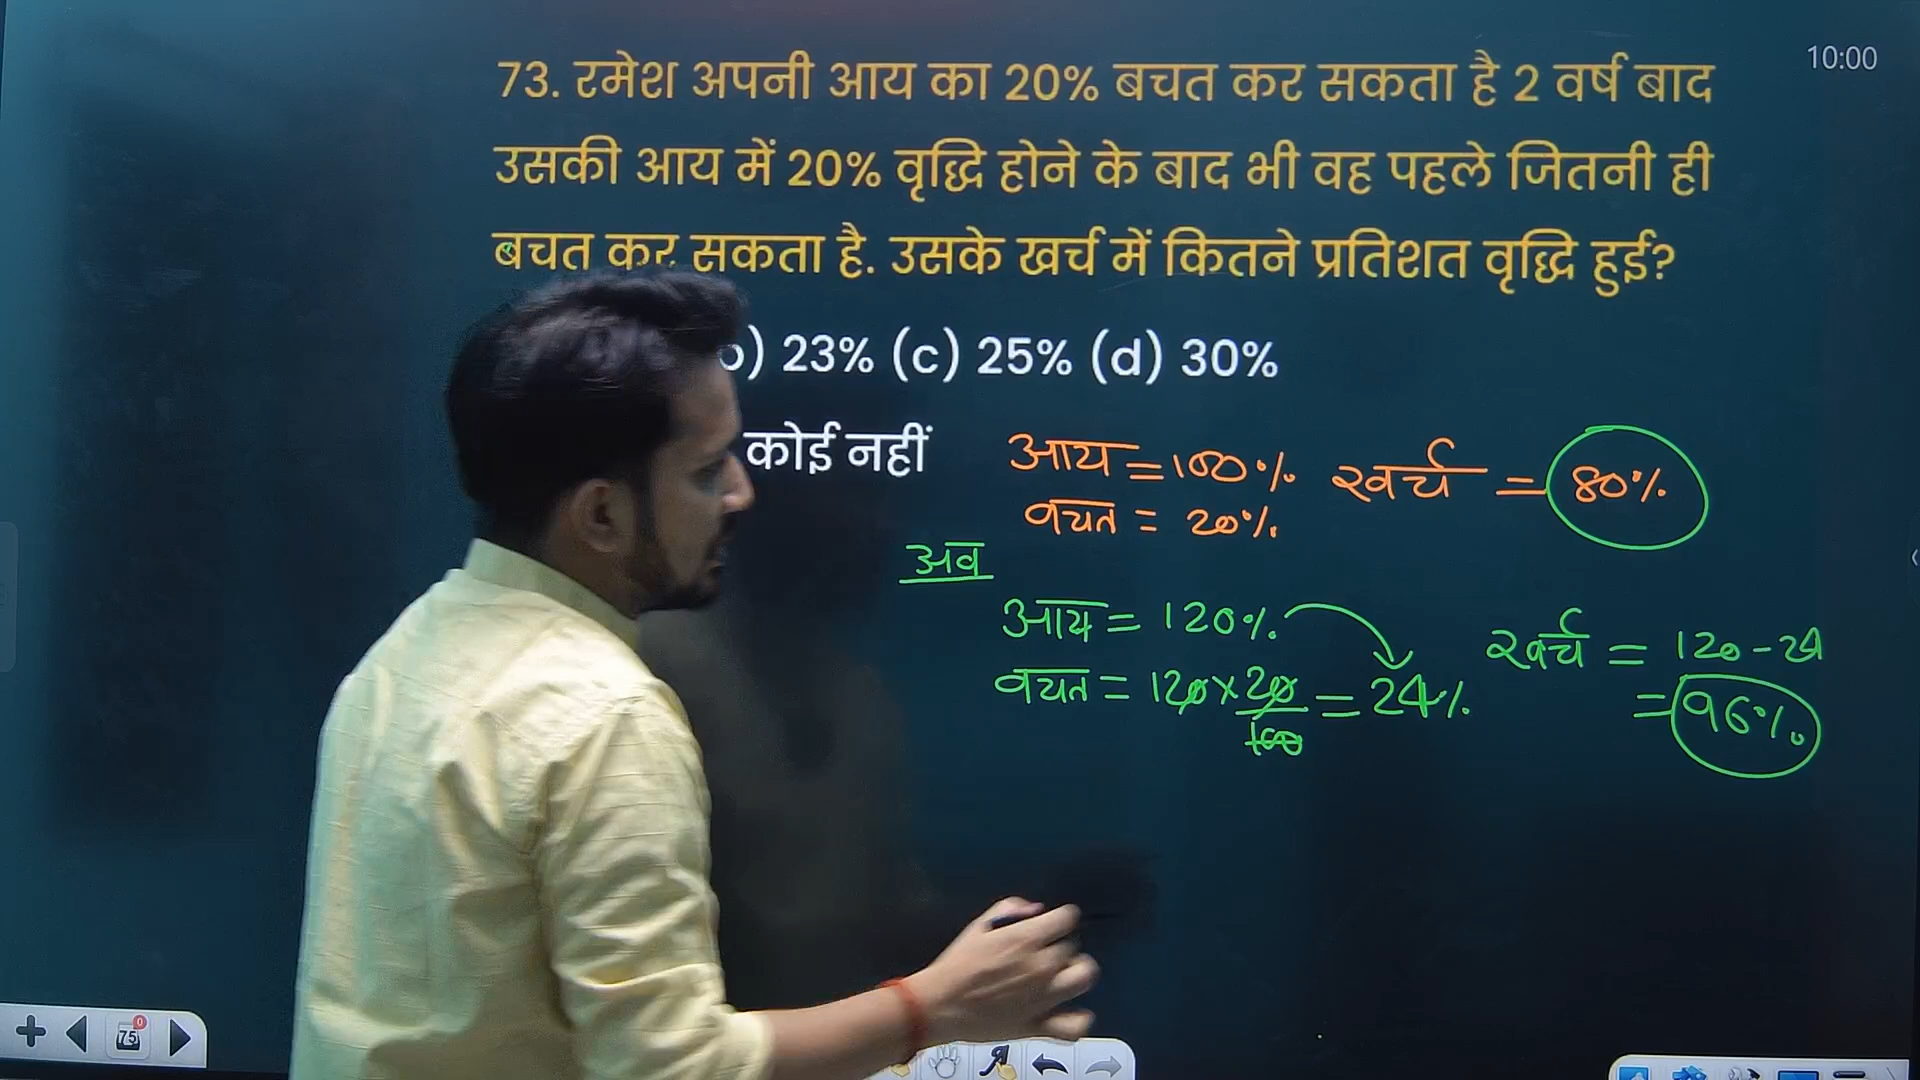 10:00
73. रमेश अपनी आय का 20% बचत कर सकता है 2 वर्ष बाद
उसकी आय में 20% वृद्धि होने के बाद भी वह पहले जितनी ही
बचत कर सकता है. उसके खर्च में कितने प्रतिशत वृद्धि हुई?
) 23% (c) 25% (d) 30%
कोई नहीं
आय = 100% खर्च = 80%
बचत = 20%
अब
आय = 120%
बचत = 120 × 20/100 = 24%
खर्च = 120 - 24
= 96%
75
0